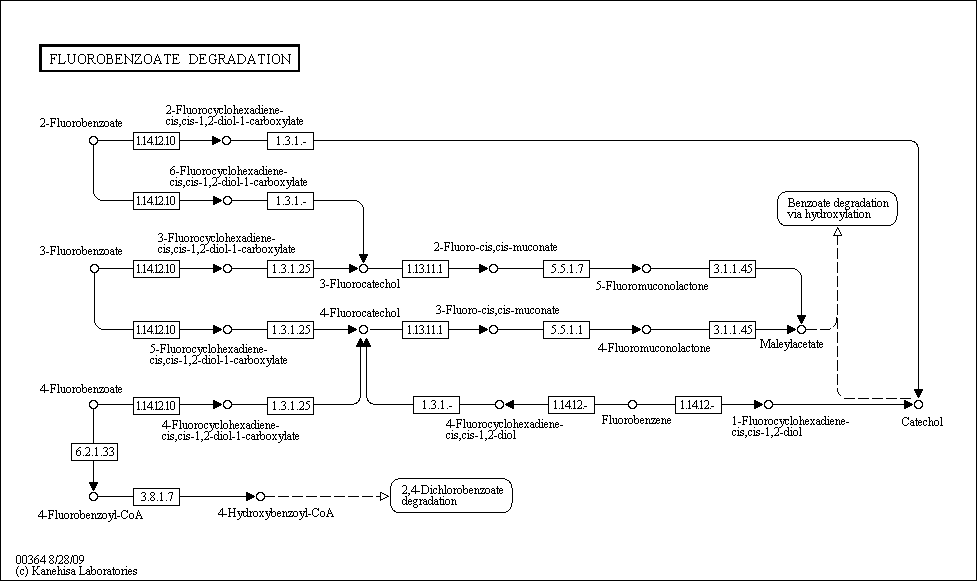 FLUOROBENZOATE DEGRADATION
2-Fluorocyclohexadiene-
cis,cis-1,2-diol-1-carboxylate
2-Fluorobenzoate
1.14.12.10
1.3.1.-
6-Fluorocyclohexadiene-
cis,cis-1,2-diol-1-carboxylate
1.14.12.10
1.3.1.-
Benzoate degradation
via hydroxylation
3-Fluorobenzoate
3-Fluorocyclohexadiene-
cis,cis-1,2-diol-1-carboxylate
2-Fluoro-cis,cis-muconate
1.14.12.10
1.3.1.25
1.13.11.1
5.5.1.7
3.1.1.45
3-Fluorocatechol
5-Fluoromuconolactone
4-Fluorocatechol
3-Fluoro-cis,cis-muconate
1.14.12.10
1.3.1.25
1.13.11.1
5.5.1.1
3.1.1.45
5-Fluorocyclohexadiene-
cis,cis-1,2-diol-1-carboxylate
4-Fluoromuconolactone
Maleylacetate
4-Fluorobenzoate
1.14.12.10
1.3.1.25
1.3.1.-
1.14.12.-
1.14.12.-
4-Fluorocyclohexadiene-
cis,cis-1,2-diol-1-carboxylate
4-Fluorocyclohexadiene-
cis,cis-1,2-diol
Fluorobenzene
1-Fluorocyclohexadiene-
cis,cis-1,2-diol
Catechol
6.2.1.33
3.8.1.7
4-Fluorobenzoyl-CoA
4-Hydroxybenzoyl-CoA
2,4-Dichlorobenzoate
degradation
00364 8/28/09
(c) Kanehisa Laboratories